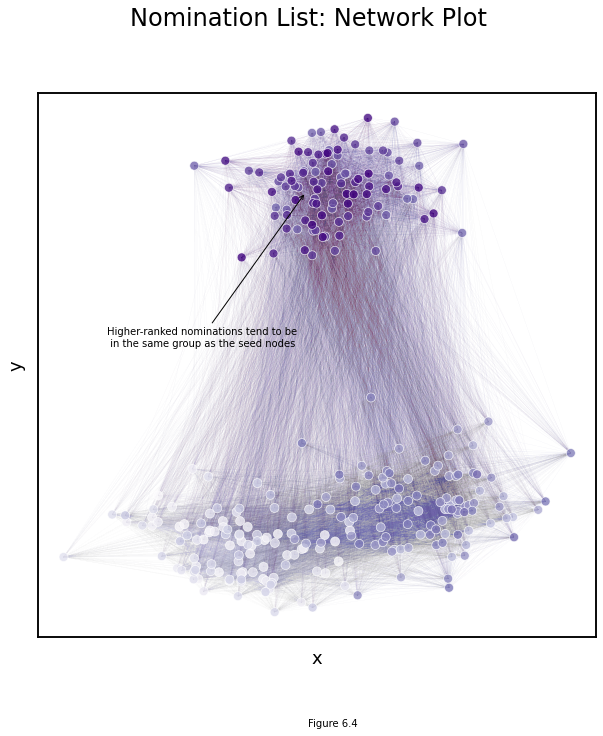 Nomination List: Network Plot
y
Higher-ranked nominations tend to be
in the same group as the seed nodes
x
Figure 6.4